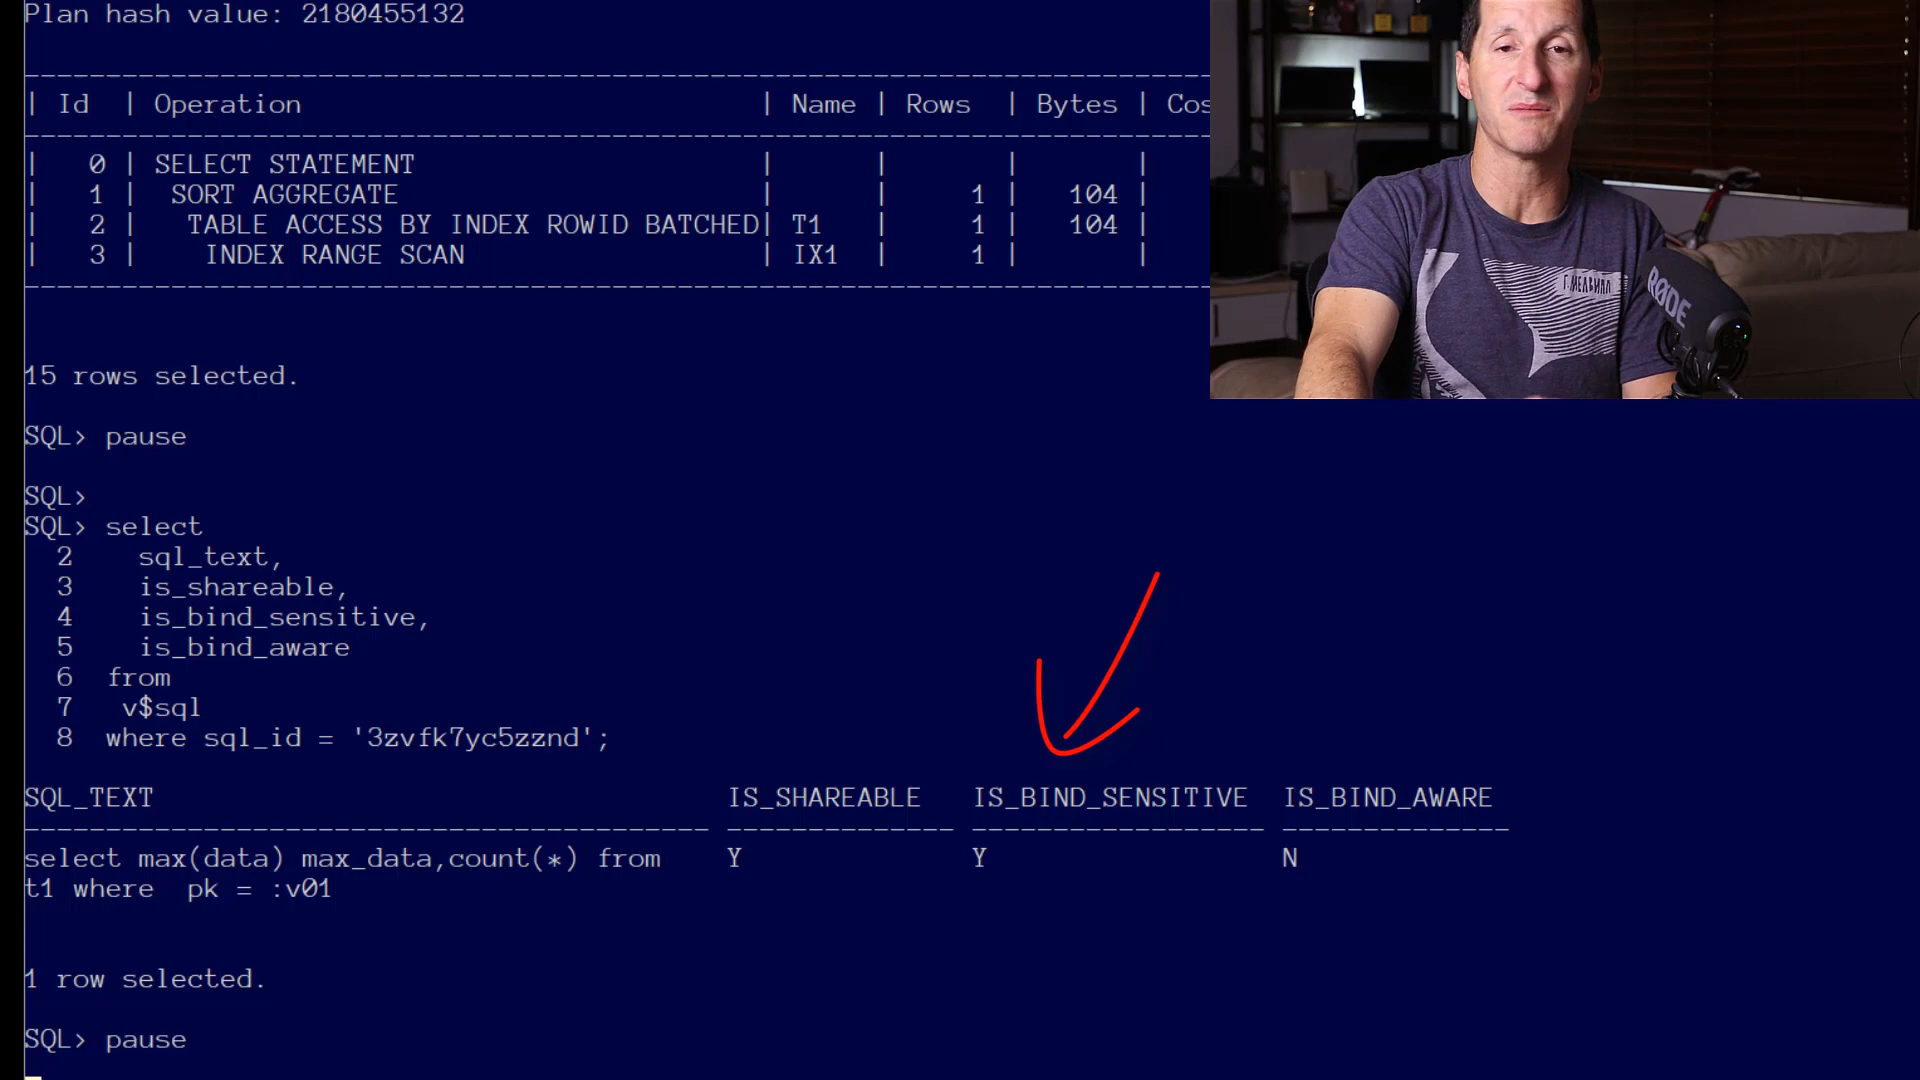 Plan hash value: 2180455132
| Id | Operation | Name | Rows | Bytes | Cos
| 0 | SELECT STATEMENT | | | |
| 1 | SORT AGGREGATE | | 1 | 104 |
| 2 | TABLE ACCESS BY INDEX ROWID BATCHED| T1 | 1 | 104 |
| 3 | INDEX RANGE SCAN | IX1 | 1 | |
Г.МЕЛВИЛЛ
RØDE
15 rows selected.
SQL> pause
SQL>
SQL> select
2 sql_text,
3 is_shareable,
4 is_bind_sensitive,
5 is_bind_aware
6 from
7 v$sql
8 where sql_id = '3zvfk7yc5zznd';
SQL_TEXT IS_SHAREABLE IS_BIND_SENSITIVE IS_BIND_AWARE
select max(data) max_data,count(*) from Y Y N
t1 where pk = :v01
1 row selected.
SQL> pause